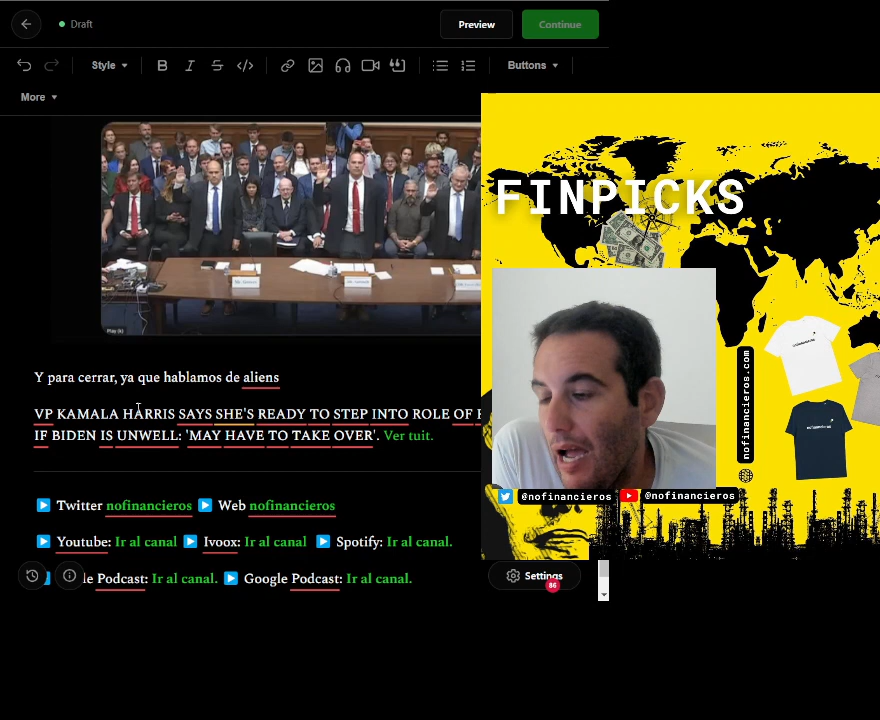 Draft
Preview
Continue
Style
Buttons
More
FINPICKS
Play (k)
Y para cerrar, ya que hablamos de aliens
VP KAMALA HARRIS SAYS SHE'S READY TO STEP INTO ROLE OF
IF BIDEN IS UNWELL: 'MAY HAVE TO TAKE OVER'. Ver tuit.
nofinancieros.com
@nofinancieros
@nofinancieros
Twitter nofinancieros Web nofinancieros
Youtube: Ir al canal Ivoox: Ir al canal Spotify: Ir al canal.
le Podcast: Ir al canal. Google Podcast: Ir al canal.
Settings
86